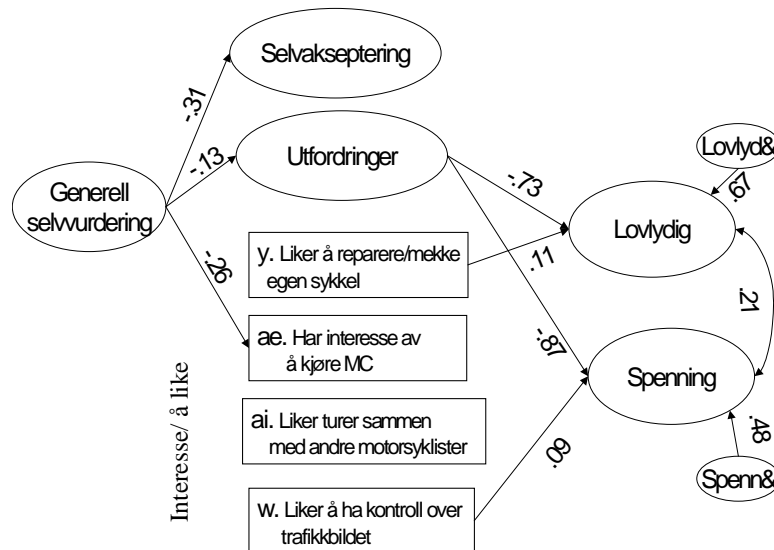 Selvakseptering
-.31
-.13
Utfordringer
Lovlyd&
.67
Generell
selvvurdering
-.73
Lovlydig
-.26
y. Liker å reparere/mekke
egen sykkel
.11
.21
ae. Har interesse av
å kjøre MC
-.87
Spenning
Interesse/ å like
ai. Liker turer sammen
med andre motorsyklister
.09
.48
Spenn&
w. Liker å ha kontroll over
trafikkbildet